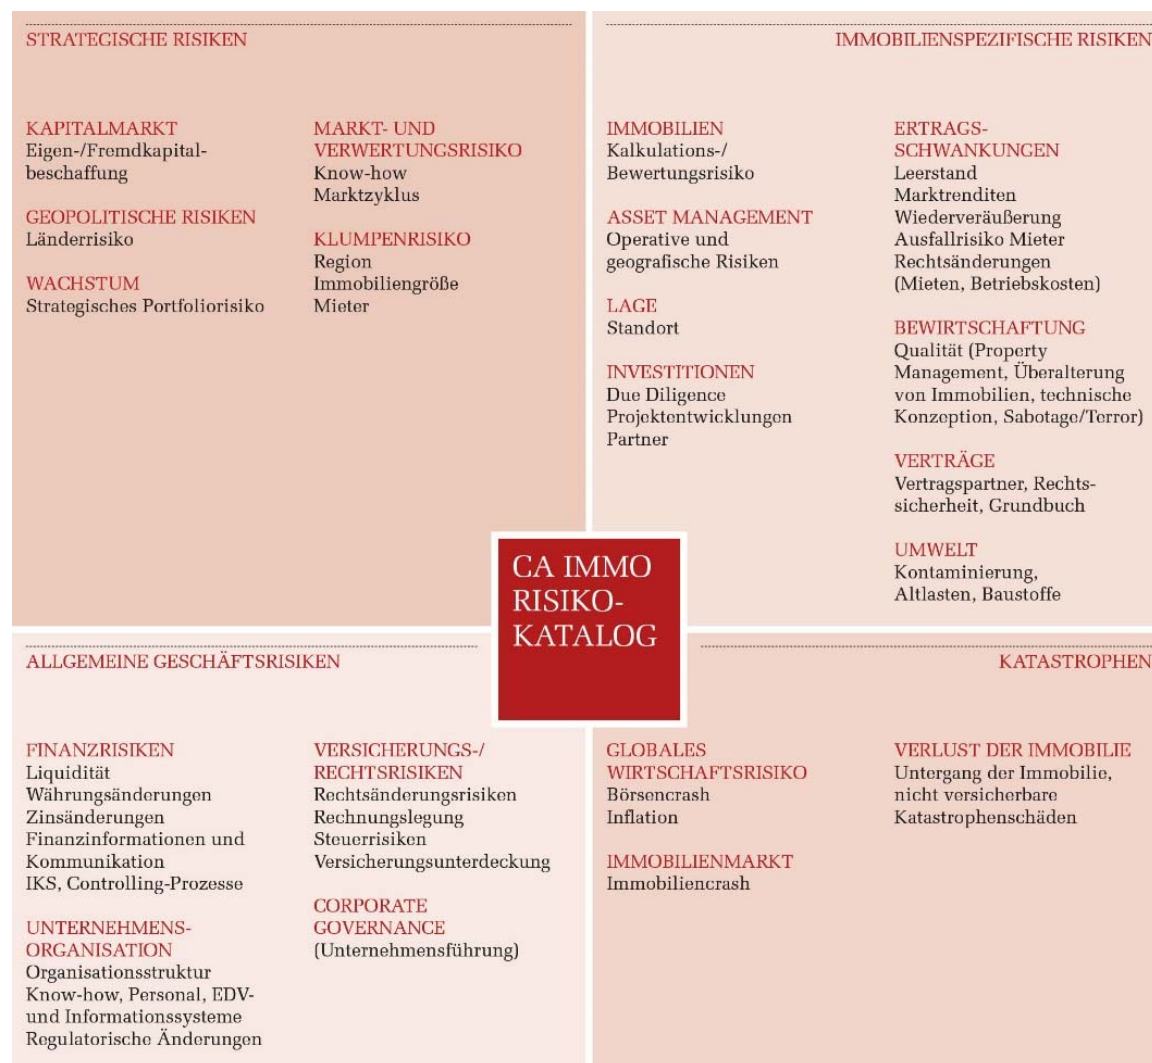 STRATEGISCHE RISIKEN
KAPITALMARKT
Eigen-/Fremdkapital-
beschaffung
GEOPOLITISCHE RISIKEN
Länderrisiko
WACHSTUM
Strategisches Portfoliorisiko
MARKT- UND
VERWERTUNGSRISIKO
Know-how
Marktzyklus
KLUMPENRISIKO
Region
Immobiliengröße
Mieter
IMMOBILIENSPEZIFISCHE RISIKEN
IMMOBILIEN
Kalkulations-/
Bewertungsrisiko
ASSET MANAGEMENT
Operative und
geografische Risiken
LAGE
Standort
INVESTITIONEN
Due Diligence
Projektentwicklungen
Partner
ERTRAGS-
SCHWANKUNGEN
Leerstand
Marktrenditen
Wiederveräußerung
Ausfallrisiko Mieter
Rechtsänderungen
(Mieten, Betriebskosten)
BEWIRTSCHAFTUNG
Qualität (Property
Management, Überalterung
von Immobilien, technische
Konzeption, Sabotage/Terror)
VERTRÄGE
Vertragspartner, Rechts-
sicherheit, Grundbuch
UMWELT
Kontaminierung,
Altlasten, Baustoffe
CA IMMO
RISIKO-
KATALOG
ALLGEMEINE GESCHÄFTSRISIKEN
FINANZRISIKEN
Liquidität
Währungsänderungen
Zinsänderungen
Finanzinformationen und
Kommunikation
IKS, Controlling-Prozesse
UNTERNEHMENS-
ORGANISATION
Organisationsstruktur
Know-how, Personal, EDV-
und Informationssysteme
Regulatorische Änderungen
VERSICHERUNGS-/
RECHTSRISIKEN
Rechtsänderungsrisiken
Rechnungslegung
Steuerrisiken
Versicherungsunterdeckung
CORPORATE
GOVERNANCE
(Unternehmensführung)
KATASTROPHEN
GLOBALES
WIRTSCHAFTSRISIKO
Börsencrash
Inflation
IMMOBILIENMARKT
Immobiliencrash
VERLUST DER IMMOBILIE
Untergang der Immobilie,
nicht versicherbare
Katastrophenschäden